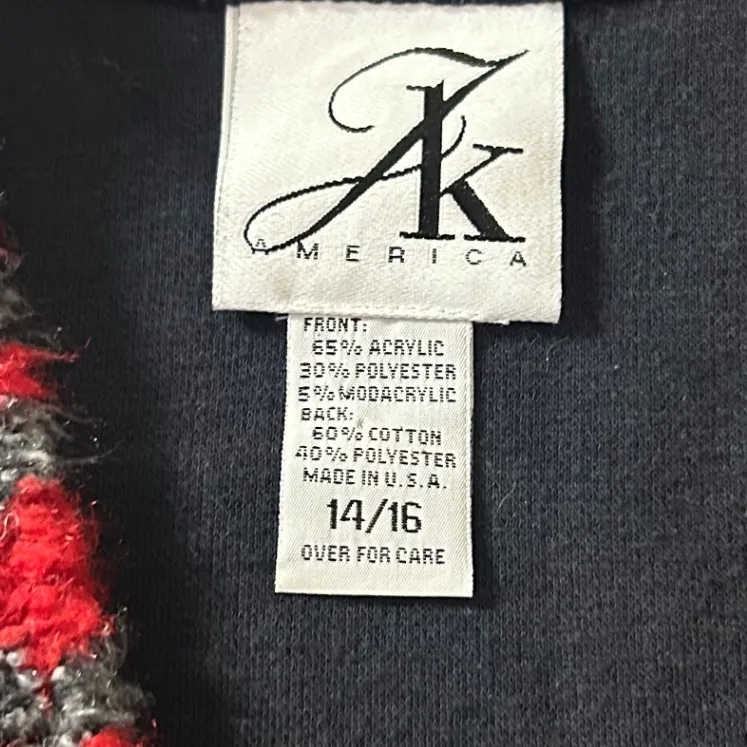 JK
AMERICA
FRONT:
65% ACRYLIC
30% POLYESTER
5% MODACRYLIC
BACK:
60% COTTON
40% POLYESTER
MADE IN U.S.A.
14/16
OVER FOR CARE